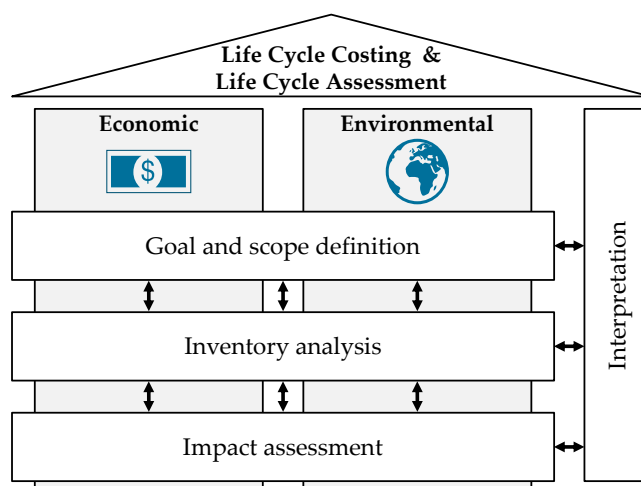 Life Cycle Costing &
Life Cycle Assessment
Economic
Environmental
$
Goal and scope definition
Inventory analysis
Impact assessment
Interpretation